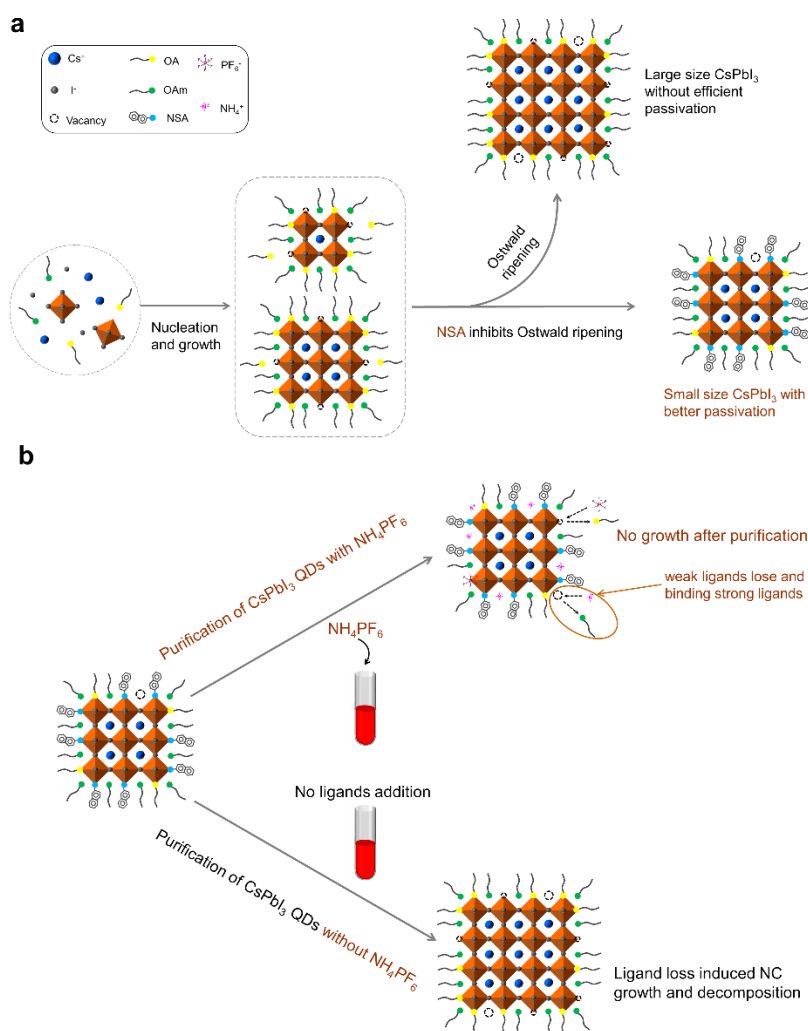 a
Cs⁺
OA
PF₆⁻
I⁻
OAm
NH₄⁺
Vacancy
NSA
Large size CsPbI₃
without efficient
passivation
Ostwald
ripening
Nucleation
and growth
NSA inhibits Ostwald ripening
Small size CsPbI₃ with
better passivation
b
Purification of CsPbI₃ QDs with NH₄PF₆
No growth after purification
weak ligands lose and
binding strong ligands
NH₄PF₆
No ligands addition
Purification of CsPbI₃ QDs without NH₄PF₆
Ligand loss induced NC
growth and decomposition